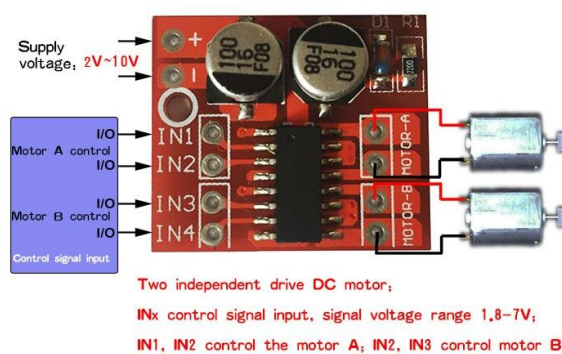 Supply
voltage: 2V~10V
+
-
100
16
F08
100
16
F08
D1
R1
220
I/O
Motor A control
I/O
I/O
Motor B control
I/O
Control signal input
IN1
IN2
IN3
IN4
MOTOR-A
MOTOR-B
Two independent drive DC motor;
INx control signal input, signal voltage range 1.8-7V;
IN1, IN2 control the motor A; IN2, IN3 control motor B